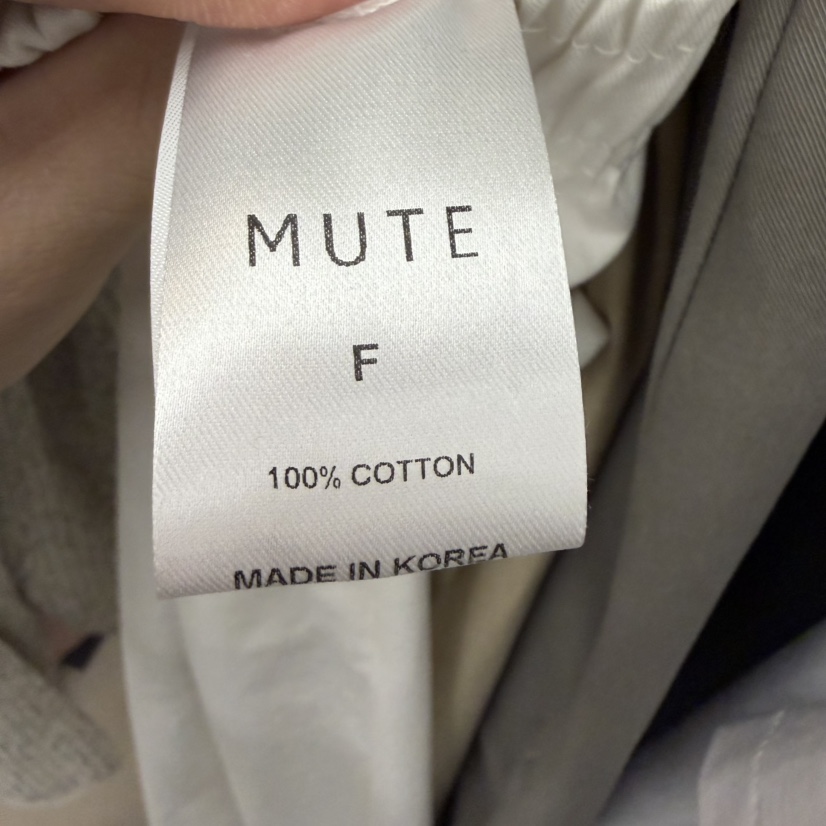 MUTE
F
100% COTTON
MADE IN KOREA